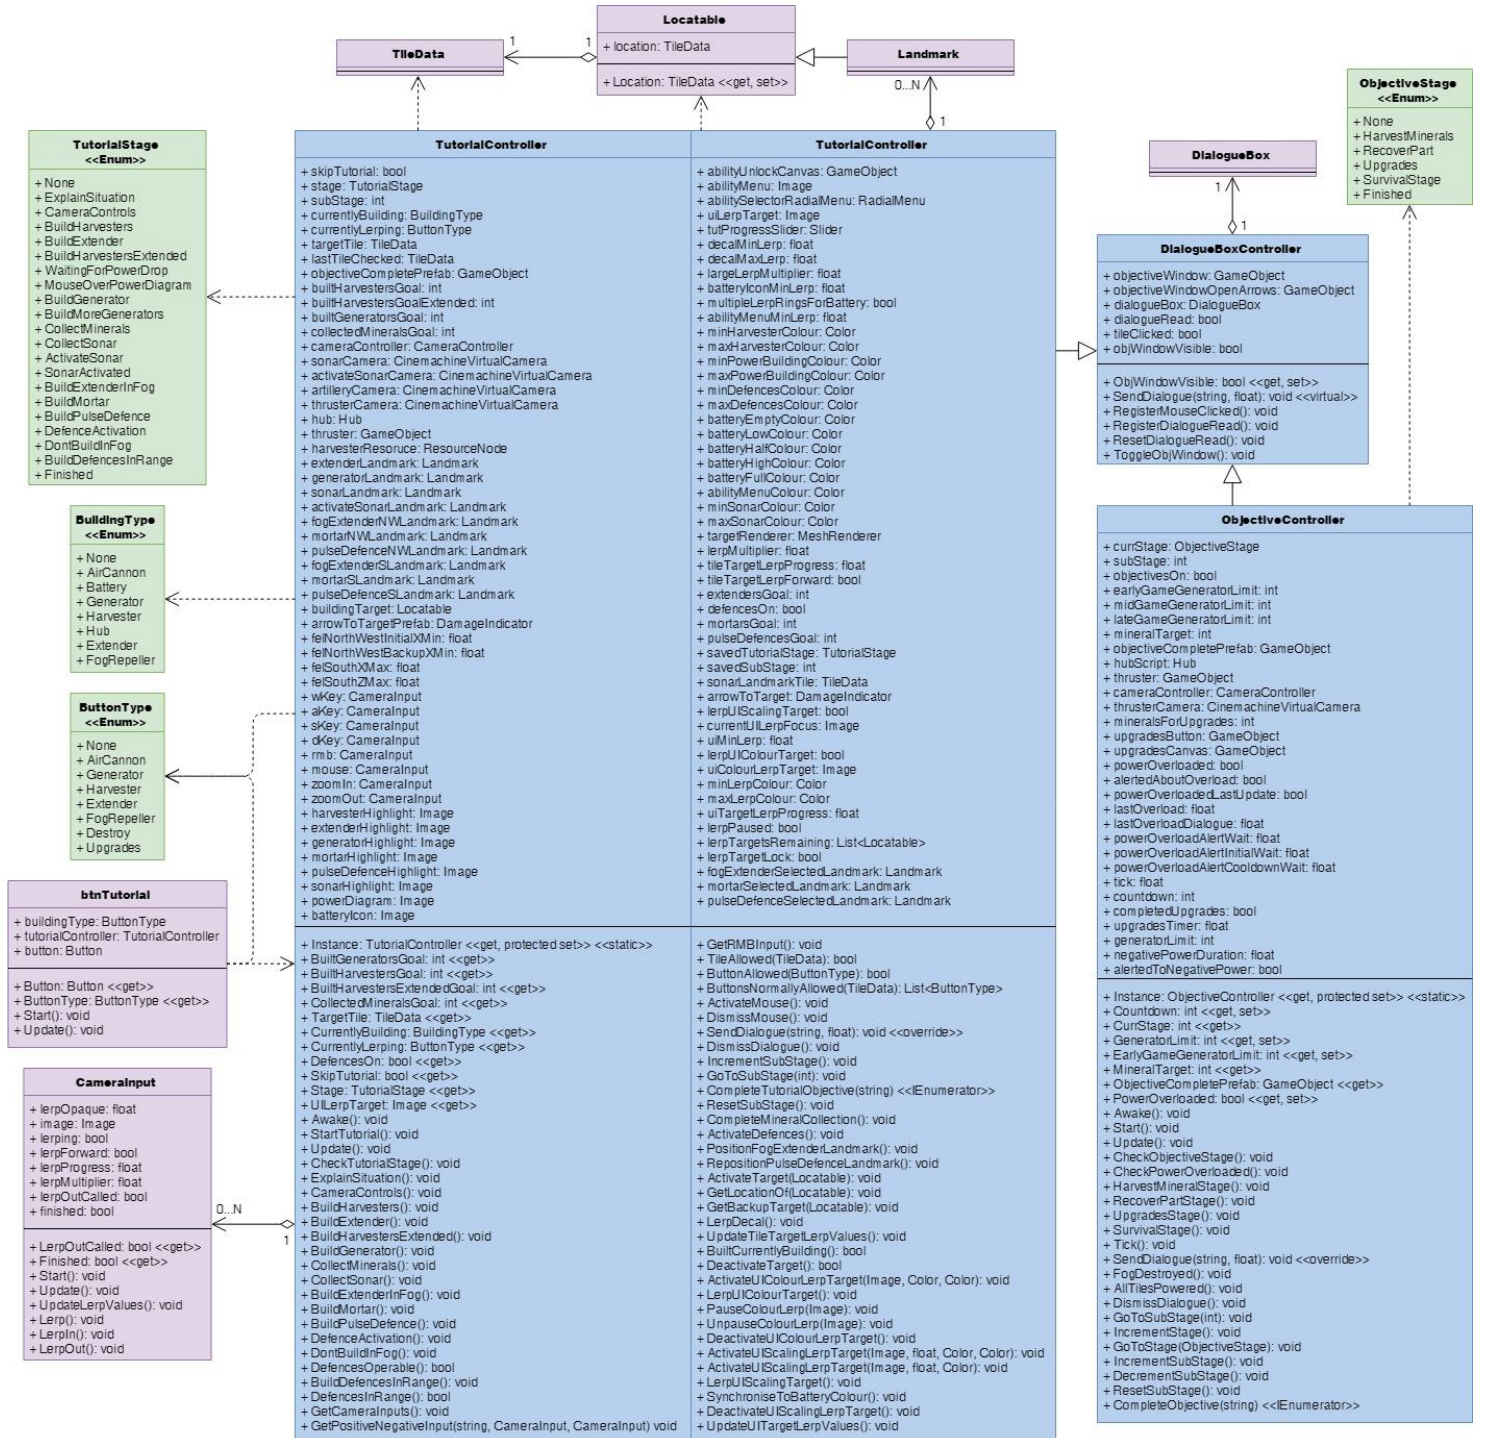 Locatable
+ location: TileData
+ Location: TileData <<get, set>>
TileData
1
1
Landmark
0...N
1
TutorialStage
<<Enum>>
+ None
+ ExplainSituation
+ CameraControls
+ BuildHarvesters
+ BuildExtender
+ BuildHarvestersExtended
+ WaitingForPowerDrop
+ MouseOverPowerDiagram
+ BuildGenerator
+ BuildMoreGenerators
+ CollectMinerals
+ CollectSonar
+ ActivateSonar
+ SonarActivated
+ BuildExtenderInFog
+ BuildMortar
+ BuildPulseDefence
+ DefenceActivation
+ DontBuildInFog
+ BuildDefencesInRange
+ Finished
BuildingType
<<Enum>>
+ None
+ AirCannon
+ Battery
+ Generator
+ Harvester
+ Hub
+ Extender
+ FogRepeller
ButtonType
<<Enum>>
+ None
+ AirCannon
+ Generator
+ Harvester
+ Extender
+ FogRepeller
+ Destroy
+ Upgrades
btnTutorial
+ buildingType: ButtonType
+ tutorialController: TutorialController
+ button: Button
+ Button: Button <<get>>
+ ButtonType: ButtonType <<get>>
+ Start(): void
+ Update(): void
CameraInput
+ lerpOpaque: float
+ image: Image
+ lerping: bool
+ lerpForward: bool
+ lerpProgress: float
+ lerpMultiplier: float
+ lerpOutCalled: bool
+ finished: bool
+ LerpOutCalled: bool <<get>>
+ Finished: bool <<get>>
+ Start(): void
+ Update(): void
+ UpdateLerpValues(): void
+ Lerp(): void
+ LerpIn(): void
+ LerpOut(): void
0...N
1
TutorialController
+ skipTutorial: bool
+ stage: TutorialStage
+ subStage: int
+ currentlyBuilding: BuildingType
+ currentlyLerping: ButtonType
+ targetTile: TileData
+ lastTileChecked: TileData
+ objectiveCompletePrefab: GameObject
+ builtHarvestersGoal: int
+ builtHarvestersGoalExtended: int
+ builtGeneratorsGoal: int
+ collectedMineralsGoal: int
+ cameraController: CameraController
+ sonarCamera: CinemachineVirtualCamera
+ activateSonarCamera: CinemachineVirtualCamera
+ artilleryCamera: CinemachineVirtualCamera
+ thrusterCamera: CinemachineVirtualCamera
+ hub: Hub
+ thruster: GameObject
+ harvesterResoruce: ResourceNode
+ extenderLandmark: Landmark
+ generatorLandmark: Landmark
+ sonarLandmark: Landmark
+ activateSonarLandmark: Landmark
+ fogExtenderNWLandmark: Landmark
+ mortarNWLandmark: Landmark
+ pulseDefenceNWLandmark: Landmark
+ fogExtenderSLandmark: Landmark
+ mortarSLandmark: Landmark
+ pulseDefenceSLandmark: Landmark
+ buildingTarget: Locatable
+ arrowToTargetPrefab: DamageIndicator
+ felNorthWestInitialXMin: float
+ felNorthWestBackupXMin: float
+ felSouthXMax: float
+ felSouthZMax: float
+ wKey: CameraInput
+ aKey: CameraInput
+ sKey: CameraInput
+ dKey: CameraInput
+ rmb: CameraInput
+ mouse: CameraInput
+ zoomIn: CameraInput
+ zoomOut: CameraInput
+ harvesterHighlight: Image
+ extenderHighlight: Image
+ generatorHighlight: Image
+ mortarHighlight: Image
+ pulseDefenceHighlight: Image
+ sonarHighlight: Image
+ powerDiagram: Image
+ batteryIcon: Image
+ Instance: TutorialController <<get, protected set>> <<static>>
+ BuiltGeneratorsGoal: int <<get>>
+ BuiltHarvestersGoal: int <<get>>
+ BuiltHarvestersExtendedGoal: int <<get>>
+ CollectedMineralsGoal: int <<get>>
+ TargetTile: TileData <<get>>
+ CurrentlyBuilding: BuildingType <<get>>
+ CurrentlyLerping: ButtonType <<get>>
+ DefencesOn: bool <<get>>
+ SkipTutorial: bool <<get>>
+ Stage: TutorialStage <<get>>
+ UILerpTarget: Image <<get>>
+ Awake(): void
+ StartTutorial(): void
+ Update(): void
+ CheckTutorialStage(): void
+ ExplainSituation(): void
+ CameraControls(): void
+ BuildHarvesters(): void
+ BuildExtender(): void
+ BuildHarvestersExtended(): void
+ BuildGenerator(): void
+ CollectMinerals(): void
+ CollectSonar(): void
+ BuildExtenderInFog(): void
+ BuildMortar(): void
+ BuildPulseDefence(): void
+ DefenceActivation(): void
+ DontBuildInFog(): void
+ DefencesOperable(): bool
+ BuildDefencesInRange(): void
+ DefencesInRange(): bool
+ GetCameraInputs(): void
+ GetPositiveNegativeInput(string, CameraInput, CameraInput) void
TutorialController
+ abilityUnlockCanvas: GameObject
+ abilityMenu: Image
+ abilitySelectorRadialMenu: RadialMenu
+ uiLerpTarget: Image
+ tutProgressSlider: Slider
+ decalMinLerp: float
+ decalMaxLerp: float
+ largeLerpMultiplier: float
+ batteryIconMinLerp: float
+ multipleLerpRingsForBattery: bool
+ abilityMenuMinLerp: float
+ minHarvesterColour: Color
+ maxHarvesterColour: Color
+ minPowerBuildingColour: Color
+ maxPowerBuildingColour: Color
+ minDefencesColour: Color
+ maxDefencesColour: Color
+ batteryEmptyColour: Color
+ batteryLowColour: Color
+ batteryHalfColour: Color
+ batteryHighColour: Color
+ batteryFullColour: Color
+ abilityMenuColour: Color
+ minSonarColour: Color
+ maxSonarColour: Color
+ targetRenderer: MeshRenderer
+ lerpMultiplier: float
+ tileTargetLerpProgress: float
+ tileTargetLerpForward: bool
+ extendersGoal: int
+ defencesOn: bool
+ mortarsGoal: int
+ pulseDefencesGoal: int
+ savedTutorialStage: TutorialStage
+ savedSubStage: int
+ sonarLandmarkTile: TileData
+ arrowToTarget: DamageIndicator
+ lerpUIScalingTarget: bool
+ currentUILerpFocus: Image
+ uiMinLerp: float
+ lerpUIColourTarget: bool
+ uiColourLerpTarget: Image
+ minLerpColour: Color
+ maxLerpColour: Color
+ uiTargetLerpProgress: float
+ lerpPaused: bool
+ lerpTargetsRemaining: List<Locatable>
+ lerpTargetLock: bool
+ fogExtenderSelectedLandmark: Landmark
+ mortarSelectedLandmark: Landmark
+ pulseDefenceSelectedLandmark: Landmark
+ GetRMBInput(): void
+ TileAllowed(TileData): bool
+ ButtonAllowed(ButtonType): bool
+ ButtonsNormallyAllowed(TileData): List<ButtonType>
+ ActivateMouse(): void
+ DismissMouse(): void
+ SendDialogue(string, float): void <<override>>
+ DismissDialogue(): void
+ IncrementSubStage(): void
+ GoToSubStage(int): void
+ CompleteTutorialObjective(string) <<IEnumerator>>
+ ResetSubStage(): void
+ CompleteMineralCollection(): void
+ ActivateDefences(): void
+ PositionFogExtenderLandmark(): void
+ RepositionPulseDefenceLandmark(): void
+ ActivateTarget(Locatable): void
+ GetLocationOf(Locatable): void
+ GetBackupTarget(Locatable): void
+ LerpDecal(): void
+ UpdateTileTargetLerpValues(): void
+ BuiltCurrentlyBuilding(): bool
+ DeactivateTarget(): bool
+ ActivateUIColourLerpTarget(Image, Color, Color): void
+ LerpUIColourTarget(): void
+ PauseColourLerp(Image): void
+ UnpauseColourLerp(Image): void
+ DeactivateUIColourLerpTarget(): void
+ ActivateUIScalingLerpTarget(Image, float, Color, Color): void
+ ActivateUIScalingLerpTarget(Image, float, Color): void
+ LerpUIScalingTarget(): void
+ SynchroniseToBatteryColour(): void
+ DeactivateUIScalingLerpTarget(): void
+ UpdateUITargetLerpValues(): void
DialogueBox
1
1
DialogueBoxController
+ objectiveWindow: GameObject
+ objectiveWindowOpenArrows: GameObject
+ dialogueBox: DialogueBox
+ dialogueRead: bool
+ tileClicked: bool
+ objWindowVisible: bool
+ ObjWindowVisible: bool <<get, set>>
+ SendDialogue(string, float): void <<virtual>>
+ RegisterMouseClicked(): void
+ RegisterDialogueRead(): void
+ ResetDialogueRead(): void
+ ToggleObjWindow(): void
ObjectiveStage
<<Enum>>
+ None
+ HarvestMinerals
+ RecoverPart
+ Upgrades
+ SurvivalStage
+ Finished
ObjectiveController
+ currStage: ObjectiveStage
+ subStage: int
+ objectivesOn: bool
+ earlyGameGeneratorLimit: int
+ midGameGeneratorLimit: int
+ lateGameGeneratorLimit: int
+ mineralTarget: int
+ objectiveCompletePrefab: GameObject
+ hubScript: Hub
+ thruster: GameObject
+ cameraController: CameraController
+ thrusterCamera: CinemachineVirtualCamera
+ mineralsForUpgrades: int
+ upgradesButton: GameObject
+ upgradesCanvas: GameObject
+ powerOverloaded: bool
+ alertedAboutOverload: bool
+ powerOverloadedLastUpdate: bool
+ lastOverload: float
+ lastOverloadDialogue: float
+ powerOverloadAlertWait: float
+ powerOverloadAlertInitialWait: float
+ powerOverloadAlertCooldownWait: float
+ tick: float
+ countdown: int
+ completedUpgrades: bool
+ upgradesTimer: float
+ generatorLimit: int
+ negativePowerDuration: float
+ alertedToNegativePower: bool
+ Instance: ObjectiveController <<get, protected set>> <<static>>
+ Countdown: int <<get, set>>
+ CurrStage: int <<get>>
+ GeneratorLimit: int <<get, set>>
+ EarlyGameGeneratorLimit: int <<get, set>>
+ MineralTarget: int <<get>>
+ ObjectiveCompletePrefab: GameObject <<get>>
+ PowerOverloaded: bool <<get, set>>
+ Awake(): void
+ Start(): void
+ Update(): void
+ CheckObjectiveStage(): void
+ CheckPowerOverloaded(): void
+ HarvestMineralStage(): void
+ RecoverPartStage(): void
+ UpgradesStage(): void
+ SurvivalStage(): void
+ Tick(): void
+ SendDialogue(string, float): void <<override>>
+ FogDestroyed(): void
+ AllTilesPowered(): void
+ DismissDialogue(): void
+ GoToSubStage(int): void
+ IncrementStage(): void
+ GoToStage(ObjectiveStage): void
+ IncrementSubStage(): void
+ DecrementSubStage(): void
+ ResetSubStage(): void
+ CompleteObjective(string) <<IEnumerator>>